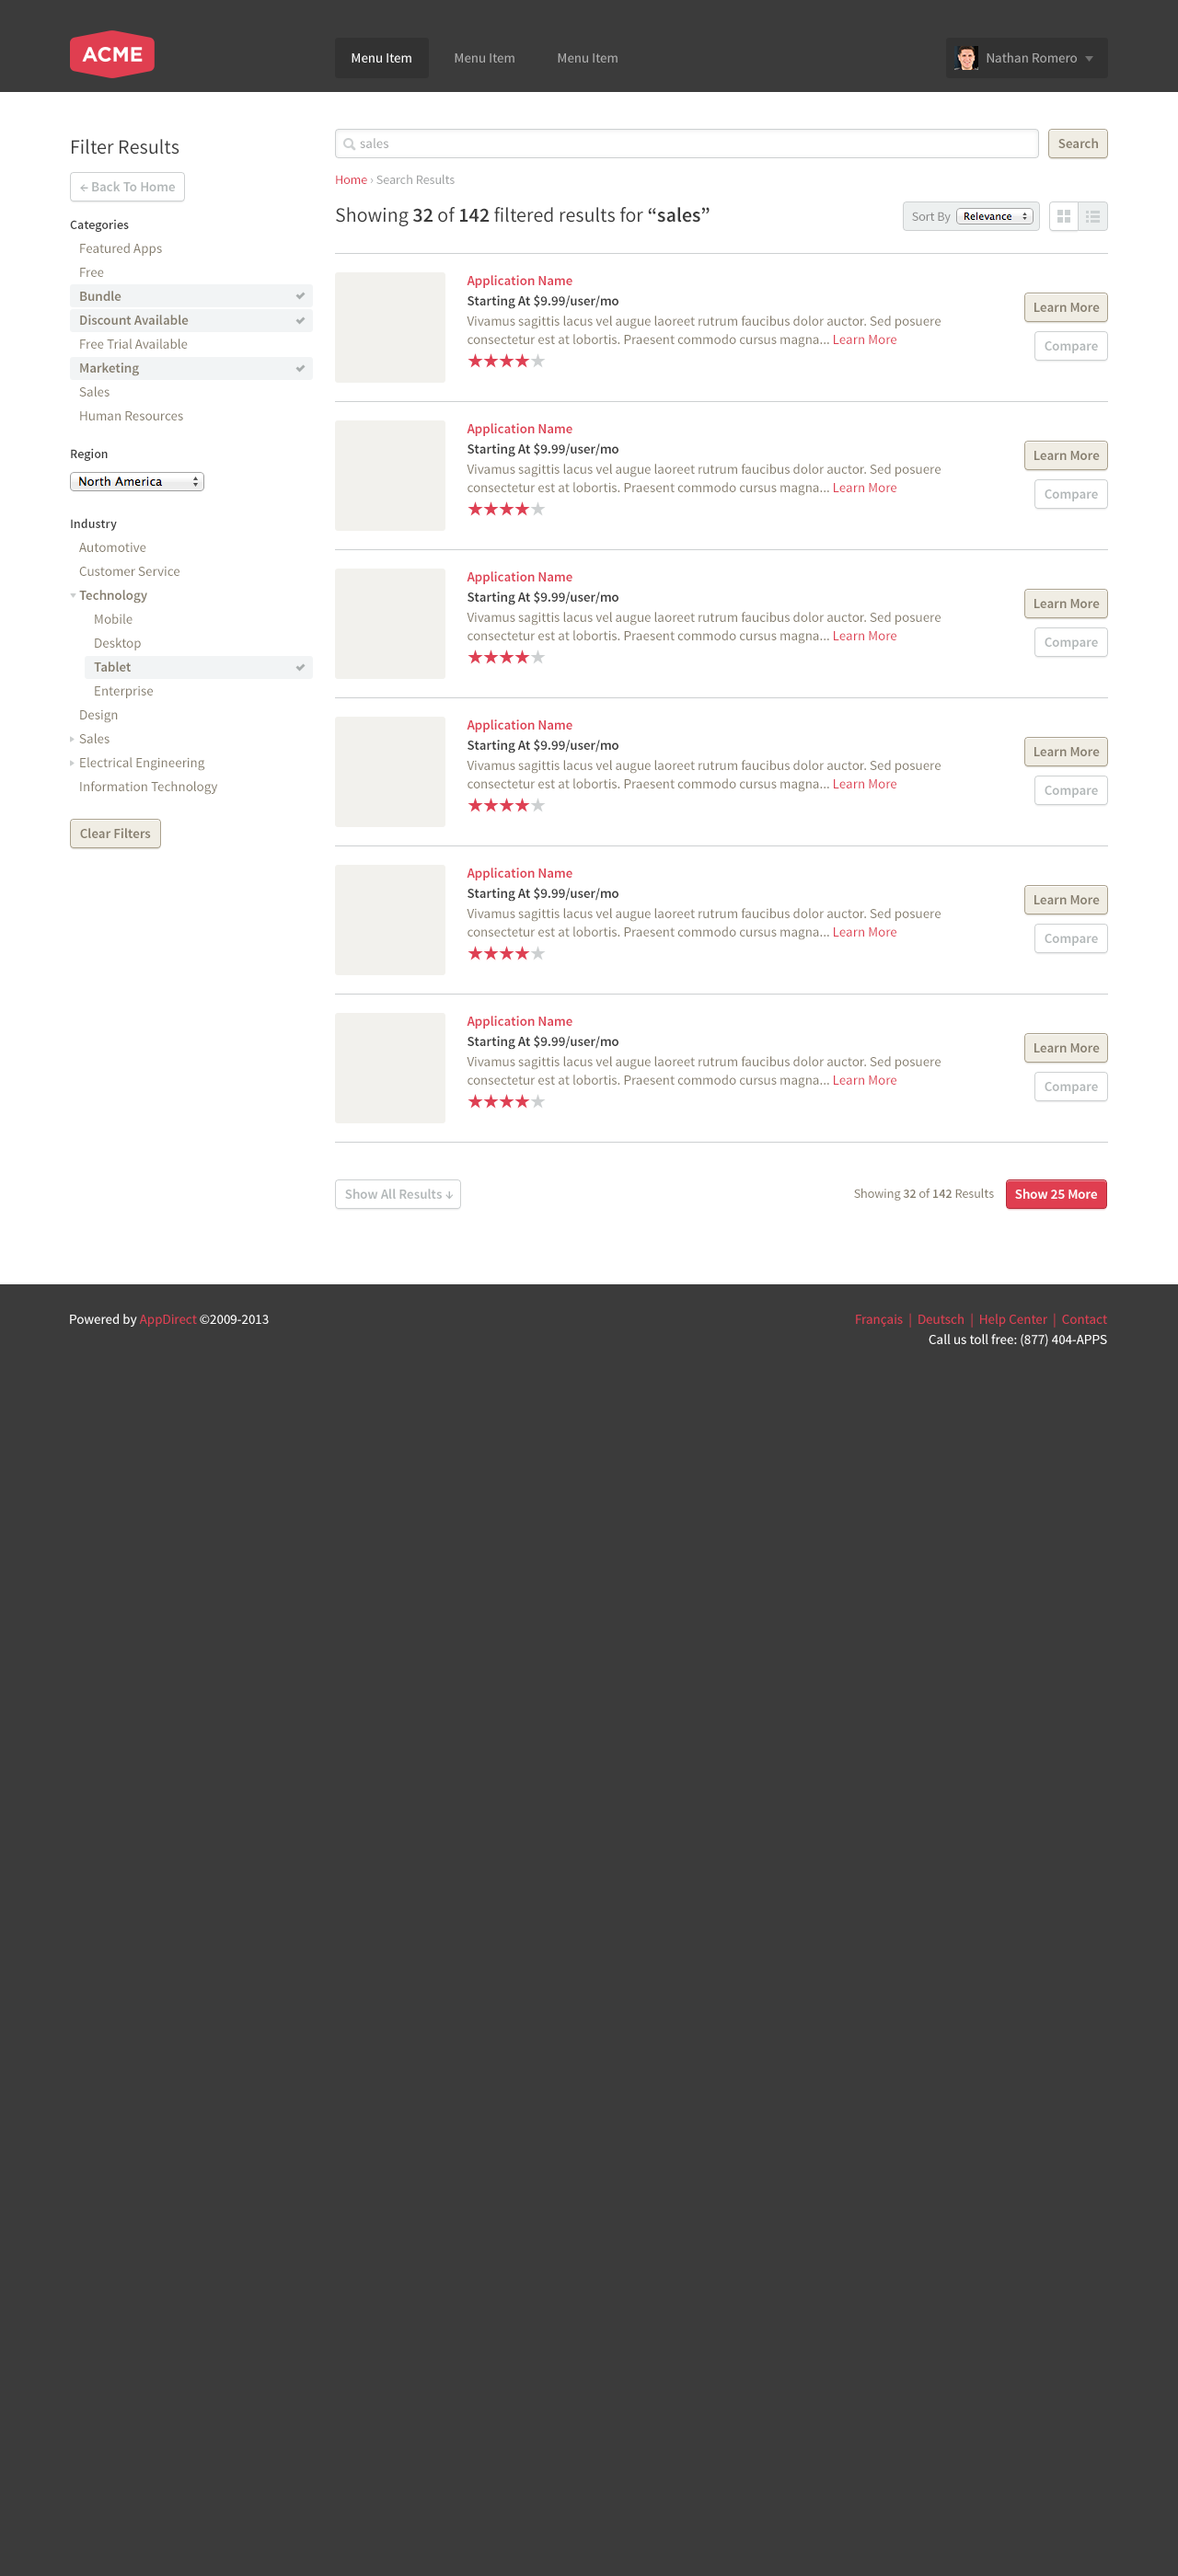 ACME
Menu Item
Menu Item
Menu Item
Nathan Romero
Filter Results
← Back To Home
Categories
Featured Apps
Free
Bundle
Discount Available
Free Trial Available
Marketing
Sales
Human Resources
Region
North America
Industry
Automotive
Customer Service
Technology
Mobile
Desktop
Tablet
Enterprise
Design
Sales
Electrical Engineering
Information Technology
Clear Filters
sales
Search
Home › Search Results
Showing 32 of 142 filtered results for “sales”
Sort By Relevance
Application Name
Starting At $9.99/user/mo
Vivamus sagittis lacus vel augue laoreet rutrum faucibus dolor auctor. Sed posuere
consectetur est at lobortis. Praesent commodo cursus magna... Learn More
Learn More
Compare
Application Name
Starting At $9.99/user/mo
Vivamus sagittis lacus vel augue laoreet rutrum faucibus dolor auctor. Sed posuere
consectetur est at lobortis. Praesent commodo cursus magna... Learn More
Learn More
Compare
Application Name
Starting At $9.99/user/mo
Vivamus sagittis lacus vel augue laoreet rutrum faucibus dolor auctor. Sed posuere
consectetur est at lobortis. Praesent commodo cursus magna... Learn More
Learn More
Compare
Application Name
Starting At $9.99/user/mo
Vivamus sagittis lacus vel augue laoreet rutrum faucibus dolor auctor. Sed posuere
consectetur est at lobortis. Praesent commodo cursus magna... Learn More
Learn More
Compare
Application Name
Starting At $9.99/user/mo
Vivamus sagittis lacus vel augue laoreet rutrum faucibus dolor auctor. Sed posuere
consectetur est at lobortis. Praesent commodo cursus magna... Learn More
Learn More
Compare
Application Name
Starting At $9.99/user/mo
Vivamus sagittis lacus vel augue laoreet rutrum faucibus dolor auctor. Sed posuere
consectetur est at lobortis. Praesent commodo cursus magna... Learn More
Learn More
Compare
Show All Results ↓
Showing 32 of 142 Results
Show 25 More
Powered by AppDirect ©2009-2013
Français | Deutsch | Help Center | Contact
Call us toll free: (877) 404-APPS